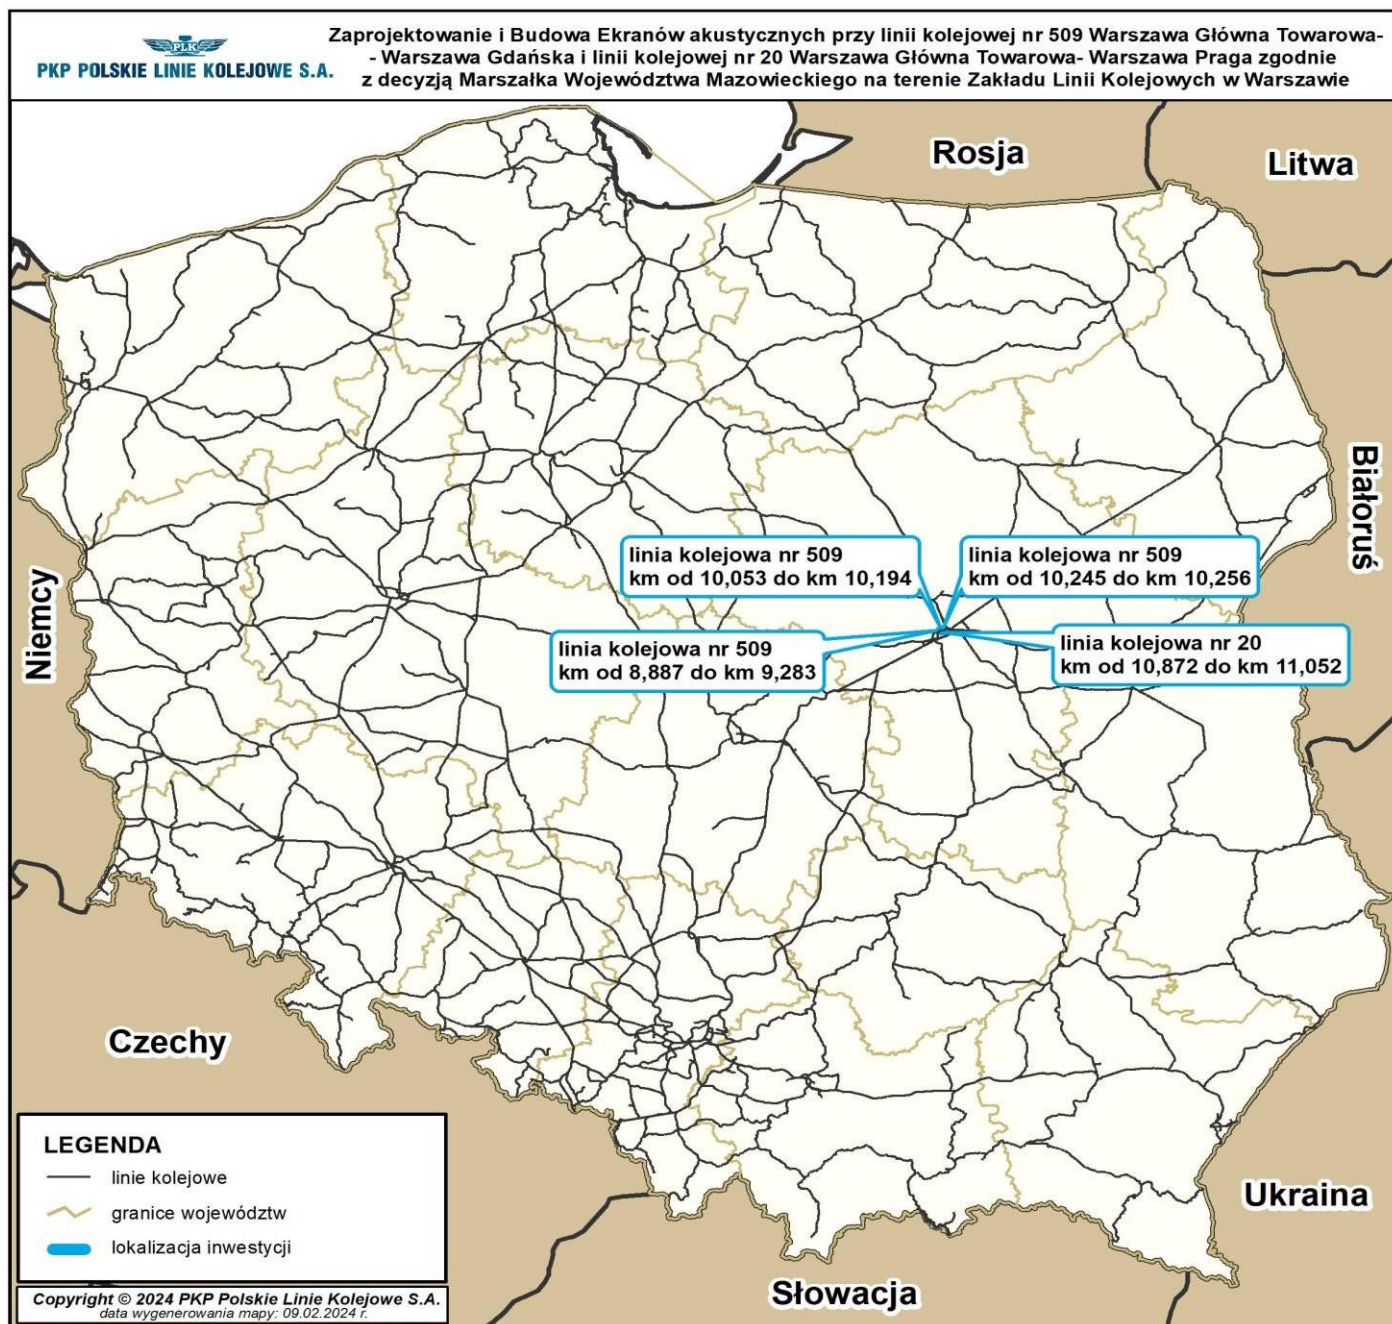 PLK
PKP POLSKIE LINIE KOLEJOWE S.A.
Zaprojektowanie i Budowa Ekranów akustycznych przy linii kolejowej nr 509 Warszawa Główna Towarowa-
- Warszawa Gdańska i linii kolejowej nr 20 Warszawa Główna Towarowa- Warszawa Praga zgodnie
z decyzją Marszałka Województwa Mazowieckiego na terenie Zakładu Linii Kolejowych w Warszawie
Rosja
Litwa
Białoruś
linia kolejowa nr 509
km od 10,053 do km 10,194
linia kolejowa nr 509
km od 10,245 do km 10,256
Niemcy
linia kolejowa nr 509
km od 8,887 do km 9,283
linia kolejowa nr 20
km od 10,872 do km 11,052
Czechy
Ukraina
Słowacja
LEGENDA
linie kolejowe
granice województw
lokalizacja inwestycji
Copyright © 2024 PKP Polskie Linie Kolejowe S.A.
data wygenerowania mapy: 09.02.2024 r.